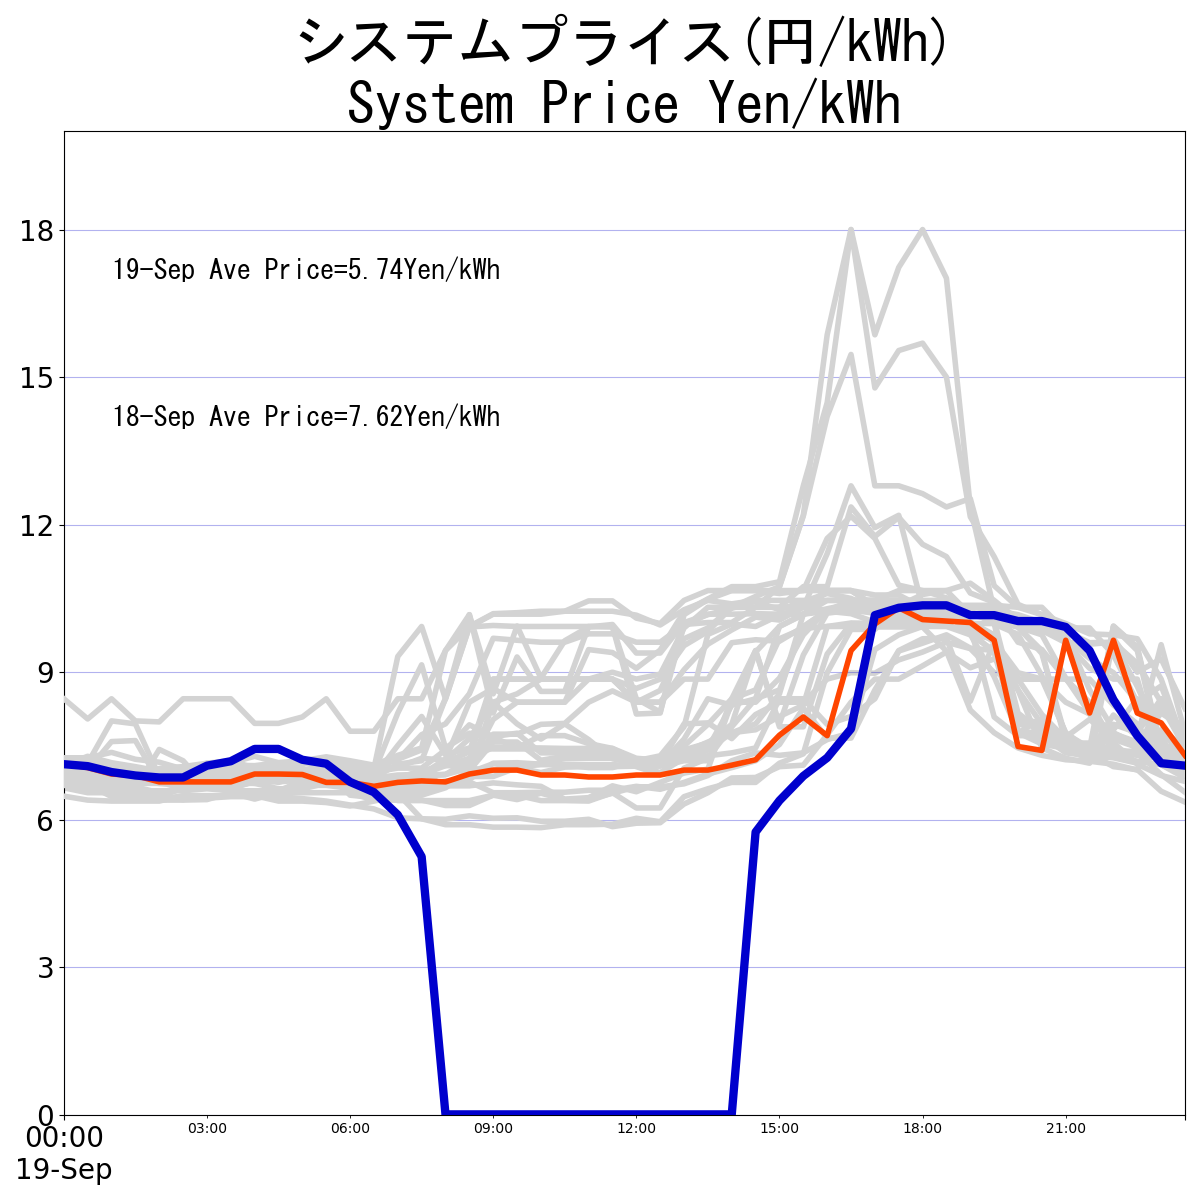 システムプライス(円/kWh)
System Price Yen/kWh
18
19-Sep Ave Price=5.74Yen/kWh
15
18-Sep Ave Price=7.62Yen/kWh
12
9
6
3
0
00:00 03:00 06:00 09:00 12:00 15:00 18:00 21:00
19-Sep